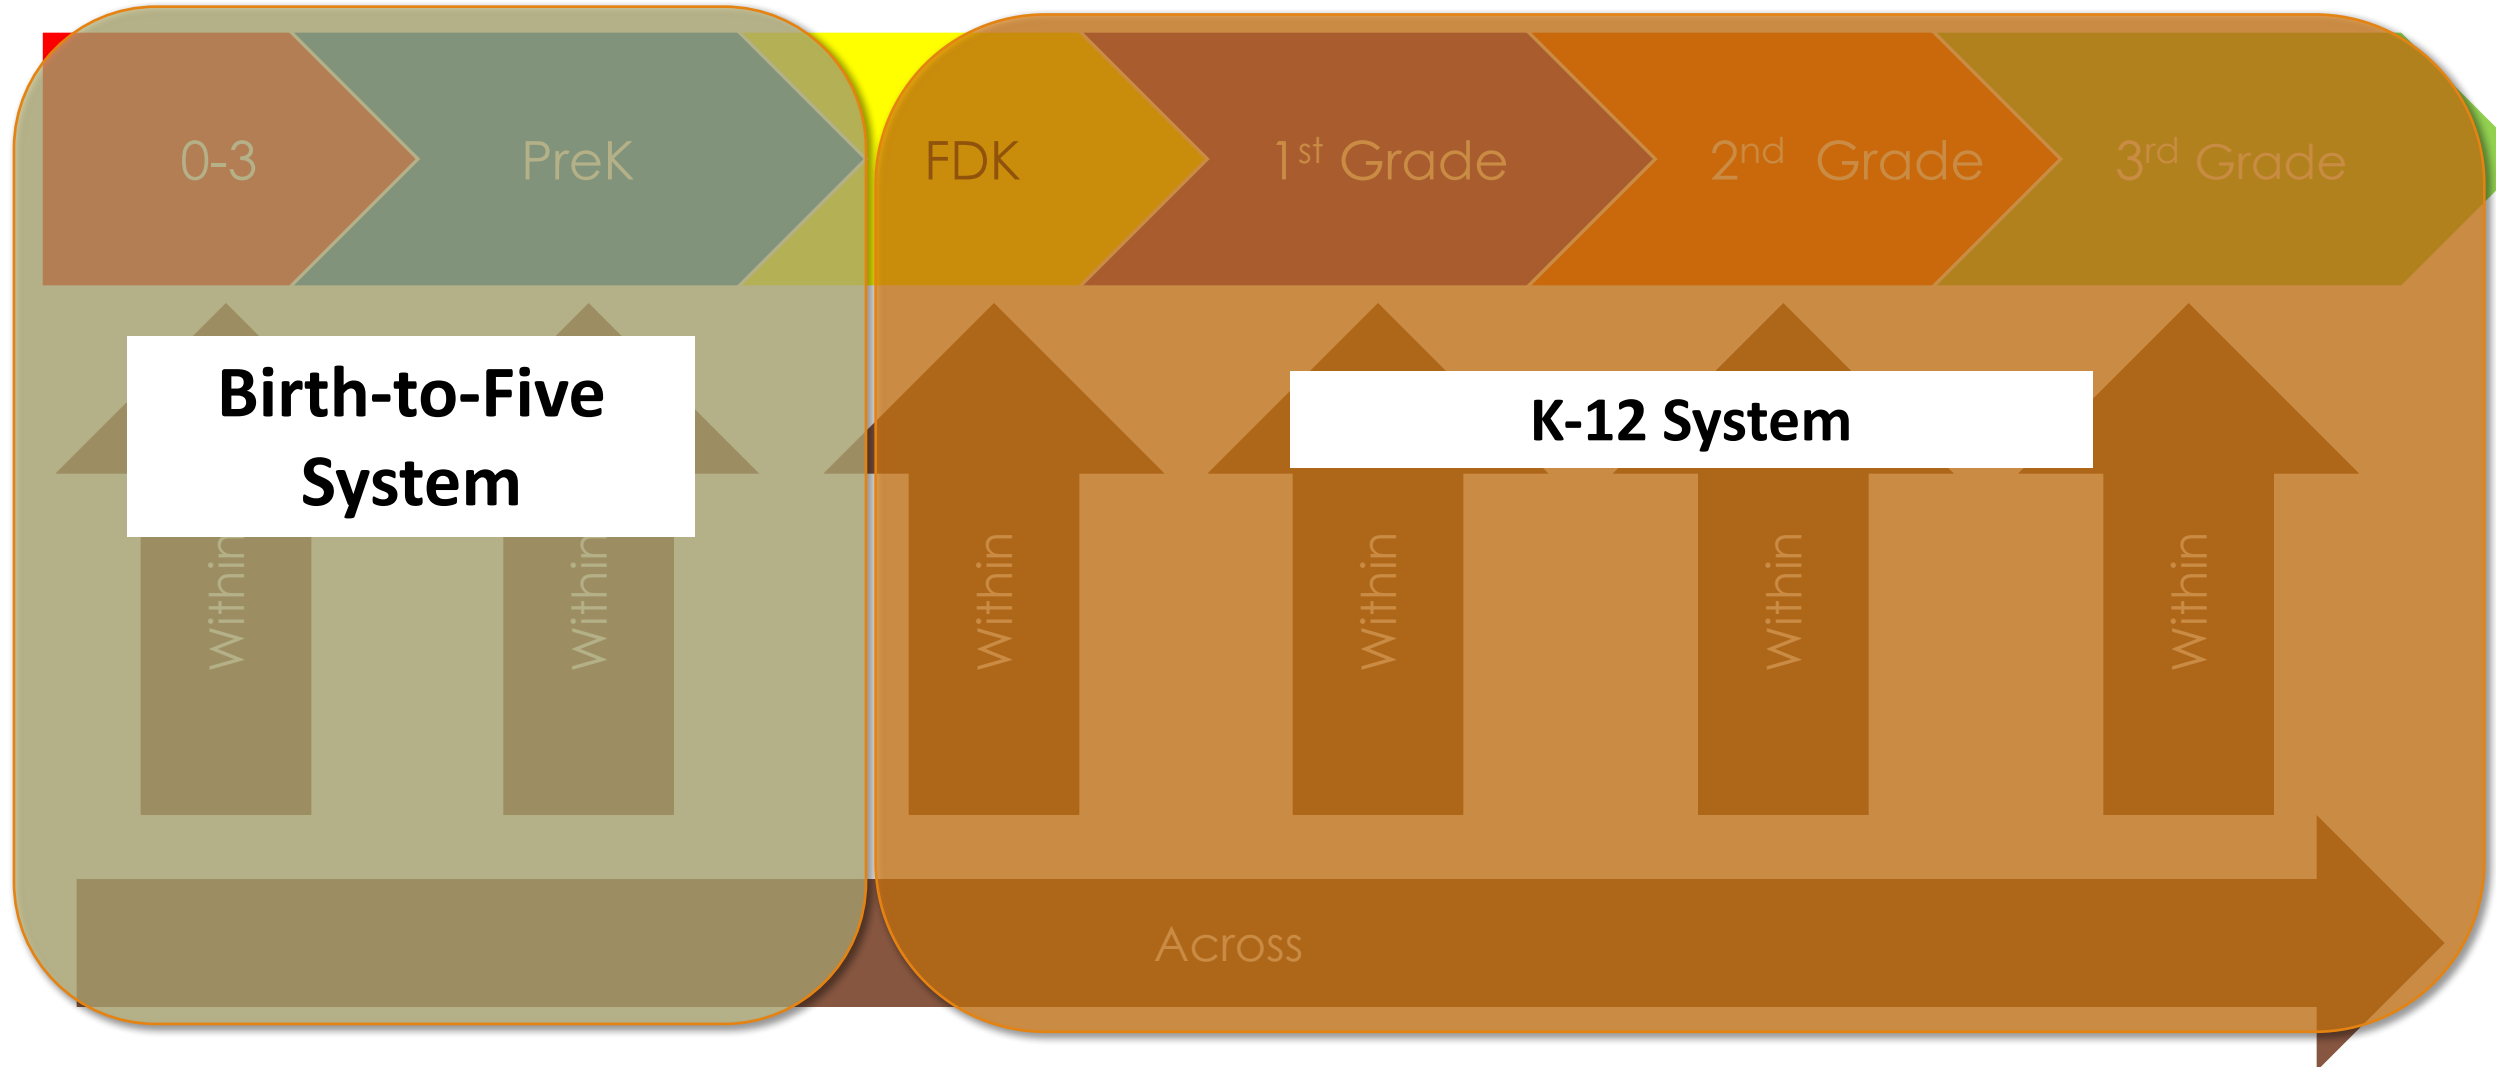 0-3
PreK
FDK
1st Grade
2nd Grade
3rd Grade
Birth-to-Five
System
K-12 System
Within
Within
Within
Within
Within
Within
Across